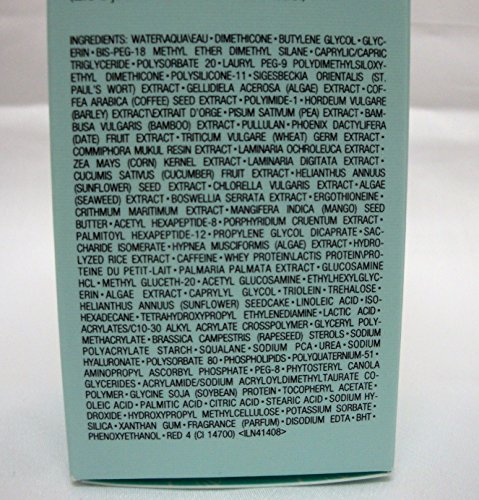 INGREDIENTS: WATER\AQUA\EAU • DIMETHICONE • BUTYLENE GLYCOL • GLYC-
ERIN • BIS-PEG-18 METHYL ETHER DIMETHYL SILANE • CAPRYLIC/CAPRIC
TRIGLYCERIDE • POLYSORBATE 20 • LAURYL PEG-9 POLYDIMETHYLSILOX-
YETHYL DIMETHICONE • POLYSILICONE-11 • SIGESBECKIA ORIENTALIS (ST.
PAUL'S WORT) EXTRACT • GELLIDIELA ACEROSA (ALGAE) EXTRACT • COF-
FEA ARABICA (COFFEE) SEED EXTRACT • POLYIMIDE-1 • HORDEUM VULGARE
(BARLEY) EXTRACT\EXTRAIT D'ORGE • PISUM SATIVUM (PEA) EXTRACT • BAM-
BUSA VULGARIS (BAMBOO) EXTRACT • PULLULAN • PHOENIX DACTYLIFERA
(DATE) FRUIT EXTRACT • TRITICUM VULGARE (WHEAT) GERM EXTRACT •
COMMIPHORA MUKUL RESIN EXTRACT • LAMINARIA OCHROLEUCA EXTRACT •
ZEA MAYS (CORN) KERNEL EXTRACT • LAMINARIA DIGITATA EXTRACT •
CUCUMIS SATIVUS (CUCUMBER) FRUIT EXTRACT • HELIANTHUS ANNUUS
(SUNFLOWER) SEED EXTRACT • CHLORELLA VULGARIS EXTRACT • ALGAE
(SEAWEED) EXTRACT • BOSWELLIA SERRATA EXTRACT • ERGOTHIONEINE •
CRITHMUM MARITIMUM EXTRACT • MANGIFERA INDICA (MANGO) SEED
BUTTER • ACETYL HEXAPEPTIDE-8 • PORPHYRIDIUM CRUENTUM EXTRACT •
PALMITOYL HEXAPEPTIDE-12 • PROPYLENE GLYCOL DICAPRATE • SAC-
CHARIDE ISOMERATE • HYPNEA MUSCIFORMIS (ALGAE) EXTRACT • HYDRO-
LYZED RICE EXTRACT • CAFFEINE • WHEY PROTEIN\LACTIS PROTEIN\PRO-
TEINE DU PETIT-LAIT • PALMARIA PALMATA EXTRACT • GLUCOSAMINE
HCL • METHYL GLUCETH-20 • ACETYL GLUCOSAMINE • ETHYLHEXYLGLYC-
ERIN • ALGAE EXTRACT • CAPRYLYL GLYCOL • TRIOLEIN • TREHALOSE •
HELIANTHUS ANNUUS (SUNFLOWER) SEEDCAKE • LINOLEIC ACID • ISO-
HEXADECANE • TETRAHYDROXYPROPYL ETHYLENEDIAMINE • LACTIC ACID •
ACRYLATES/C10-30 ALKYL ACRYLATE CROSSPOLYMER • GLYCERYL POLY-
METHACRYLATE • BRASSICA CAMPESTRIS (RAPESEED) STEROLS • SODIUM
POLYACRYLATE STARCH • SQUALANE • SODIUM PCA • UREA • SODIUM
HYALURONATE • POLYSORBATE 80 • PHOSPHOLIPIDS • POLYQUATERNIUM-51 •
AMINOPROPYL ASCORBYL PHOSPHATE • PEG-8 • PHYTOSTERYL CANOLA
GLYCERIDES • ACRYLAMIDE/SODIUM ACRYLOYLDIMETHYLTAURATE CO-
POLYMER • GLYCINE SOJA (SOYBEAN) PROTEIN • TOCOPHERYL ACETATE •
OLEIC ACID • PALMITIC ACID • CITRIC ACID • STEARIC ACID • SODIUM HY-
DROXIDE • HYDROXYPROPYL METHYLCELLULOSE • POTASSIUM SORBATE •
SILICA • XANTHAN GUM • FRAGRANCE (PARFUM) • DISODIUM EDTA • BHT •
PHENOXYETHANOL • RED 4 (CI 14700) <ILN41408>